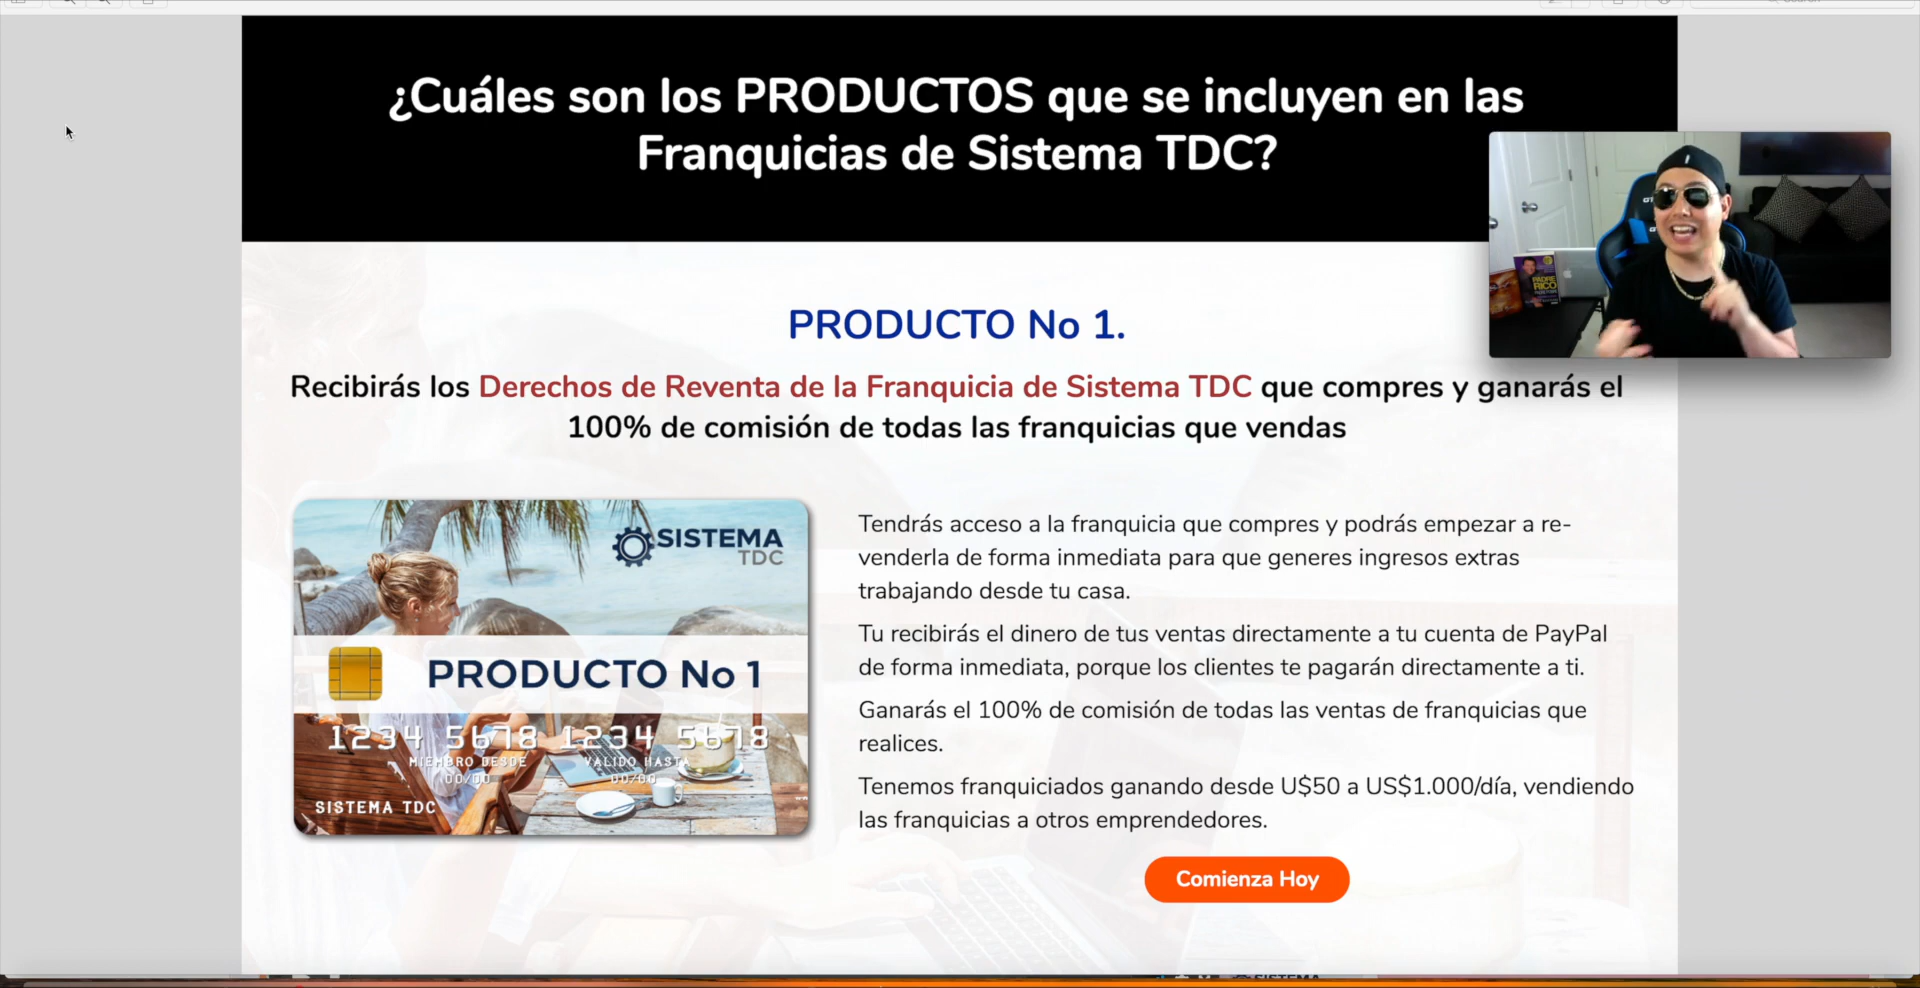 ¿Cuáles son los PRODUCTOS que se incluyen en las
Franquicias de Sistema TDC?
PADRE
RICO
PRODUCTO No 1.
Recibirás los Derechos de Reventa de la Franquicia de Sistema TDC que compres y ganarás el
100% de comisión de todas las franquicias que vendas
SISTEMA
TDC
PRODUCTO No 1
1234 5678 1234 5678
MIEMBRO DESDE VALIDO HASTA
00/00 00/00
SISTEMA TDC
Tendrás acceso a la franquicia que compres y podrás empezar a re-
venderla de forma inmediata para que generes ingresos extras
trabajando desde tu casa.
Tu recibirás el dinero de tus ventas directamente a tu cuenta de PayPal
de forma inmediata, porque los clientes te pagarán directamente a ti.
Ganarás el 100% de comisión de todas las ventas de franquicias que
realices.
Tenemos franquiciados ganando desde U$50 a US$1.000/día, vendiendo
las franquicias a otros emprendedores.
Comienza Hoy